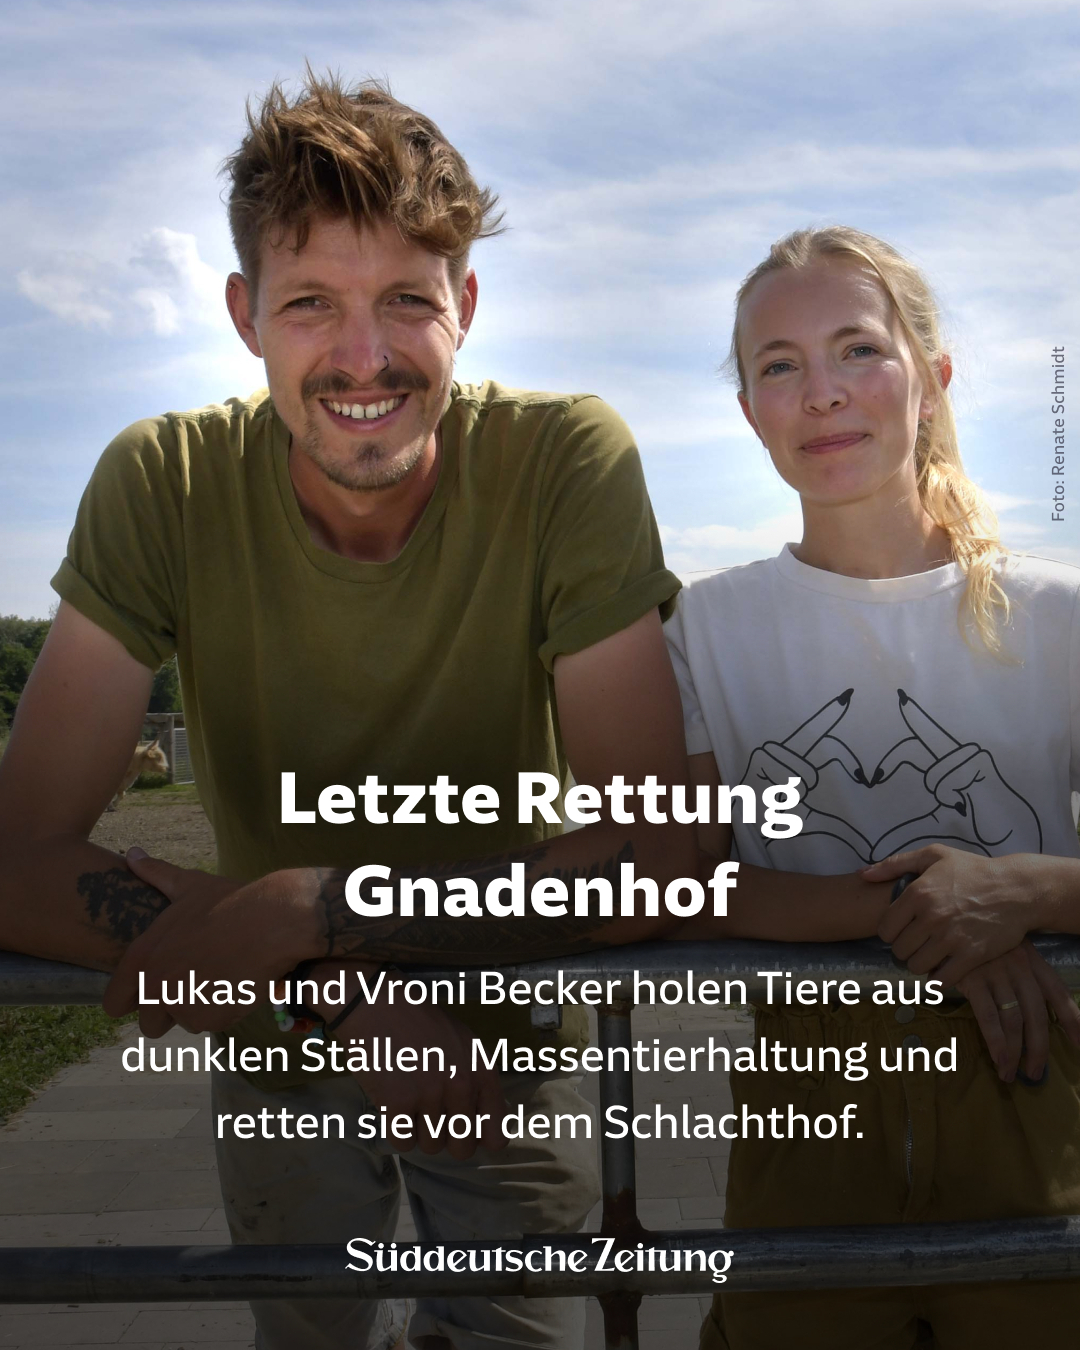 Foto: Renate Schmidt
Letzte Rettung
Gnadenhof
Lukas und Vroni Becker holen Tiere aus
dunklen Ställen, Massentierhaltung und
retten sie vor dem Schlachthof.
Süddeutsche Zeitung